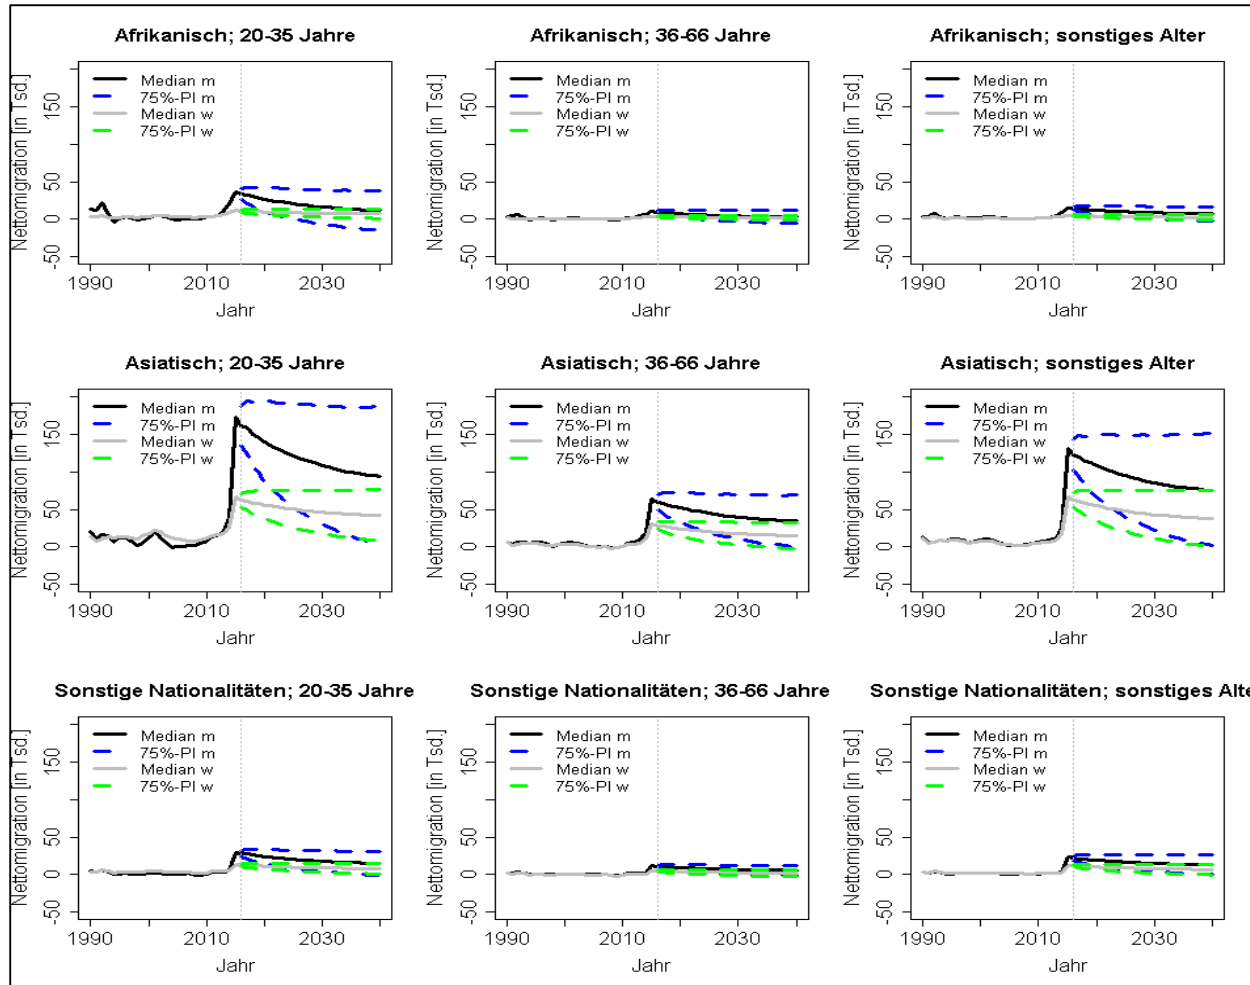 Afrikanisch; 20-35 Jahre
Nettomigration [in Tsd.]
150
50
0
-50
Median m
75%-PI m
Median w
75%-PI w
1990
2010
2030
Jahr
Afrikanisch; 36-66 Jahre
Nettomigration [in Tsd.]
150
50
0
-50
Median m
75%-PI m
Median w
75%-PI w
1990
2010
2030
Jahr
Afrikanisch; sonstiges Alter
Nettomigration [in Tsd.]
150
50
0
-50
Median m
75%-PI m
Median w
75%-PI w
1990
2010
2030
Jahr
Asiatisch; 20-35 Jahre
Nettomigration [in Tsd.]
150
50
0
-50
Median m
75%-PI m
Median w
75%-PI w
1990
2010
2030
Jahr
Asiatisch; 36-66 Jahre
Nettomigration [in Tsd.]
150
50
0
-50
Median m
75%-PI m
Median w
75%-PI w
1990
2010
2030
Jahr
Asiatisch; sonstiges Alter
Nettomigration [in Tsd.]
150
50
0
-50
Median m
75%-PI m
Median w
75%-PI w
1990
2010
2030
Jahr
Sonstige Nationalitäten; 20-35 Jahre
Nettomigration [in Tsd.]
150
50
0
-50
Median m
75%-PI m
Median w
75%-PI w
1990
2010
2030
Jahr
Sonstige Nationalitäten; 36-66 Jahre
Nettomigration [in Tsd.]
150
50
0
-50
Median m
75%-PI m
Median w
75%-PI w
1990
2010
2030
Jahr
Sonstige Nationalitäten; sonstiges Alte
Nettomigration [in Tsd.]
150
50
0
-50
Median m
75%-PI m
Median w
75%-PI w
1990
2010
2030
Jahr